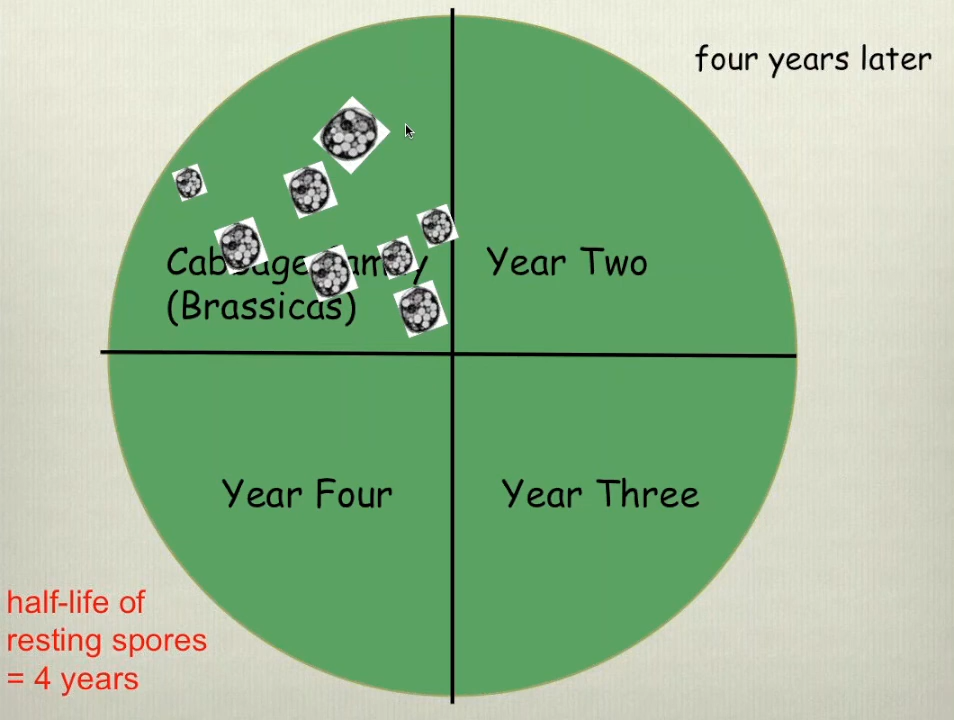 four years later
(Brassicas)
Year Two
Year Four
Year Three
half-life of
resting spores
= 4 years